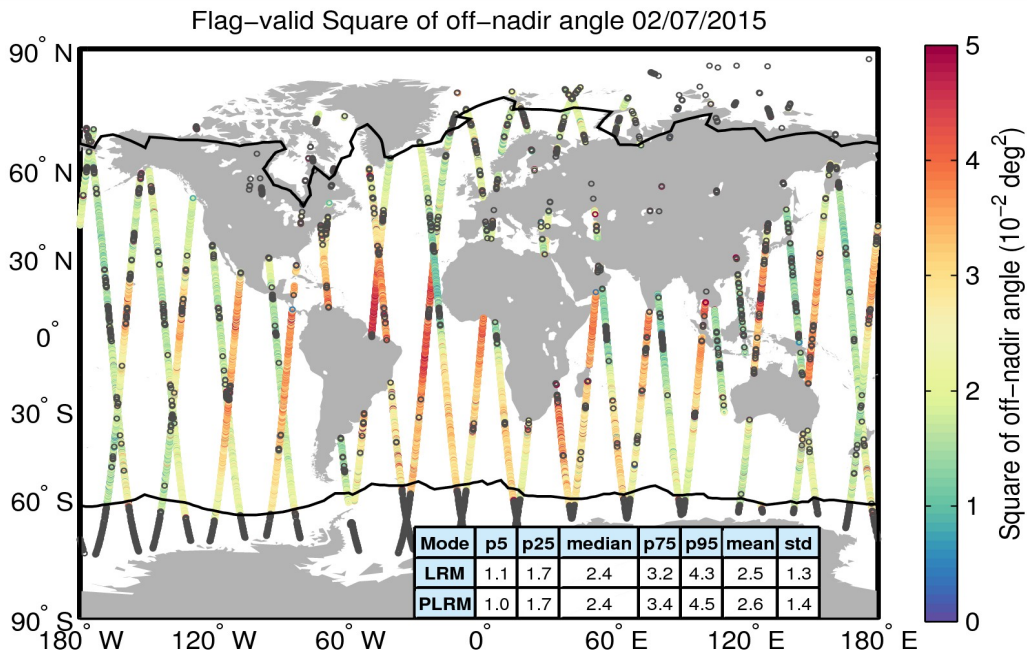 Flag−valid Square of off−nadir angle 02/07/2015
90° N
60° N
30° N
0°
30° S
60° S
90° S
180° W
120° W
60° W
0°
60° E
120° E
180° E
5
4
3
2
1
0
Square of off−nadir angle (10⁻² deg²)
Mode p5 p25 median p75 p95 mean std
LRM 1.1 1.7 2.4 3.2 4.3 2.5 1.3
PLRM 1.0 1.7 2.4 3.4 4.5 2.6 1.4